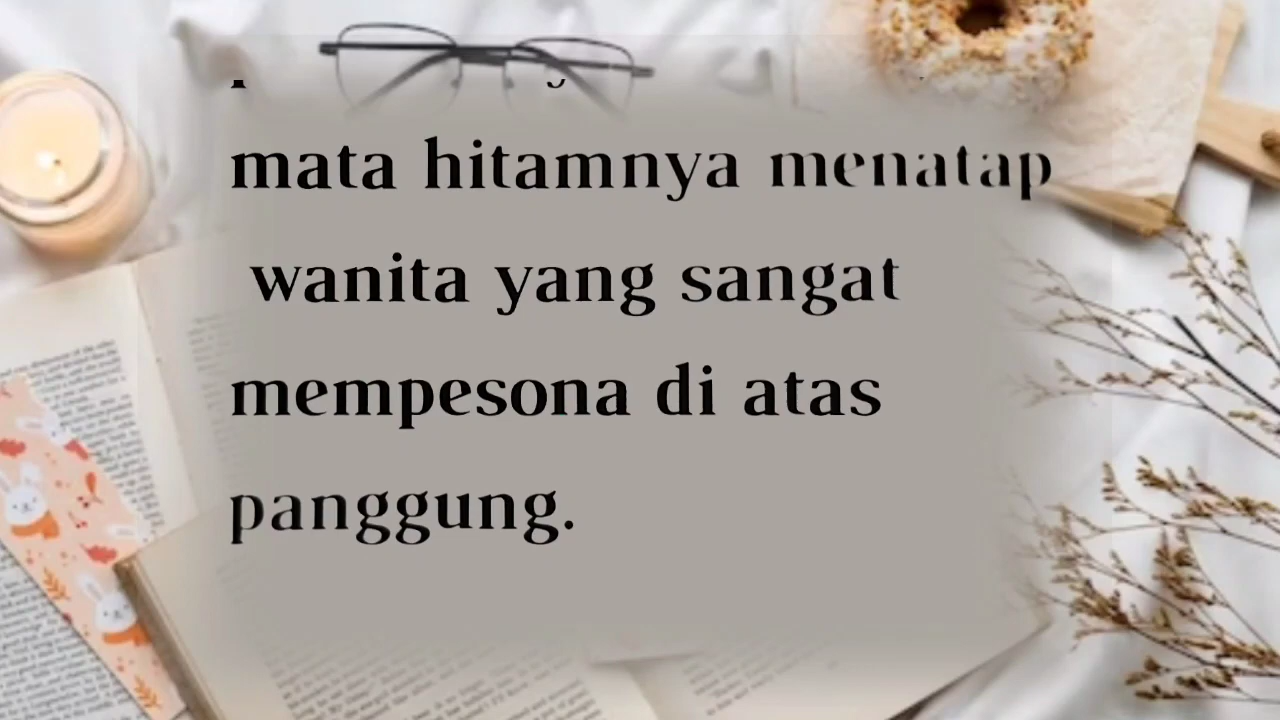 mata hitamnya menatap
wanita yang sangat
mempesona di atas
panggung.